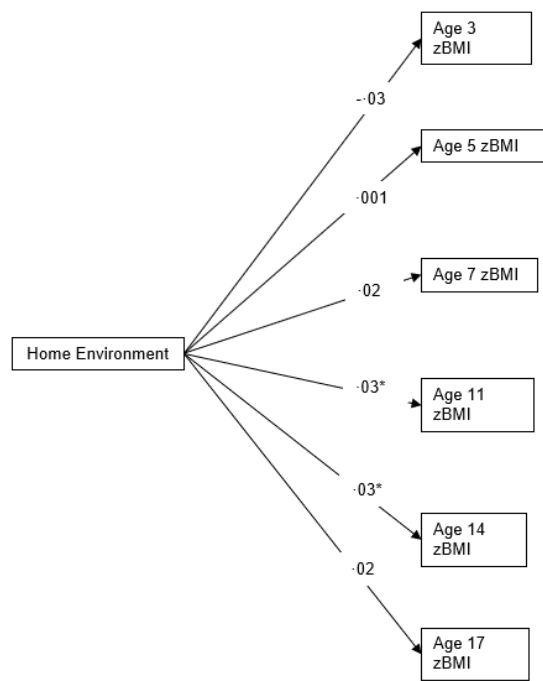 Age 3
zBMI
-·03
Age 5 zBMI
·001
Age 7 zBMI
·02
Home Environment
·03*
Age 11
zBMI
·03*
Age 14
zBMI
·02
Age 17
zBMI